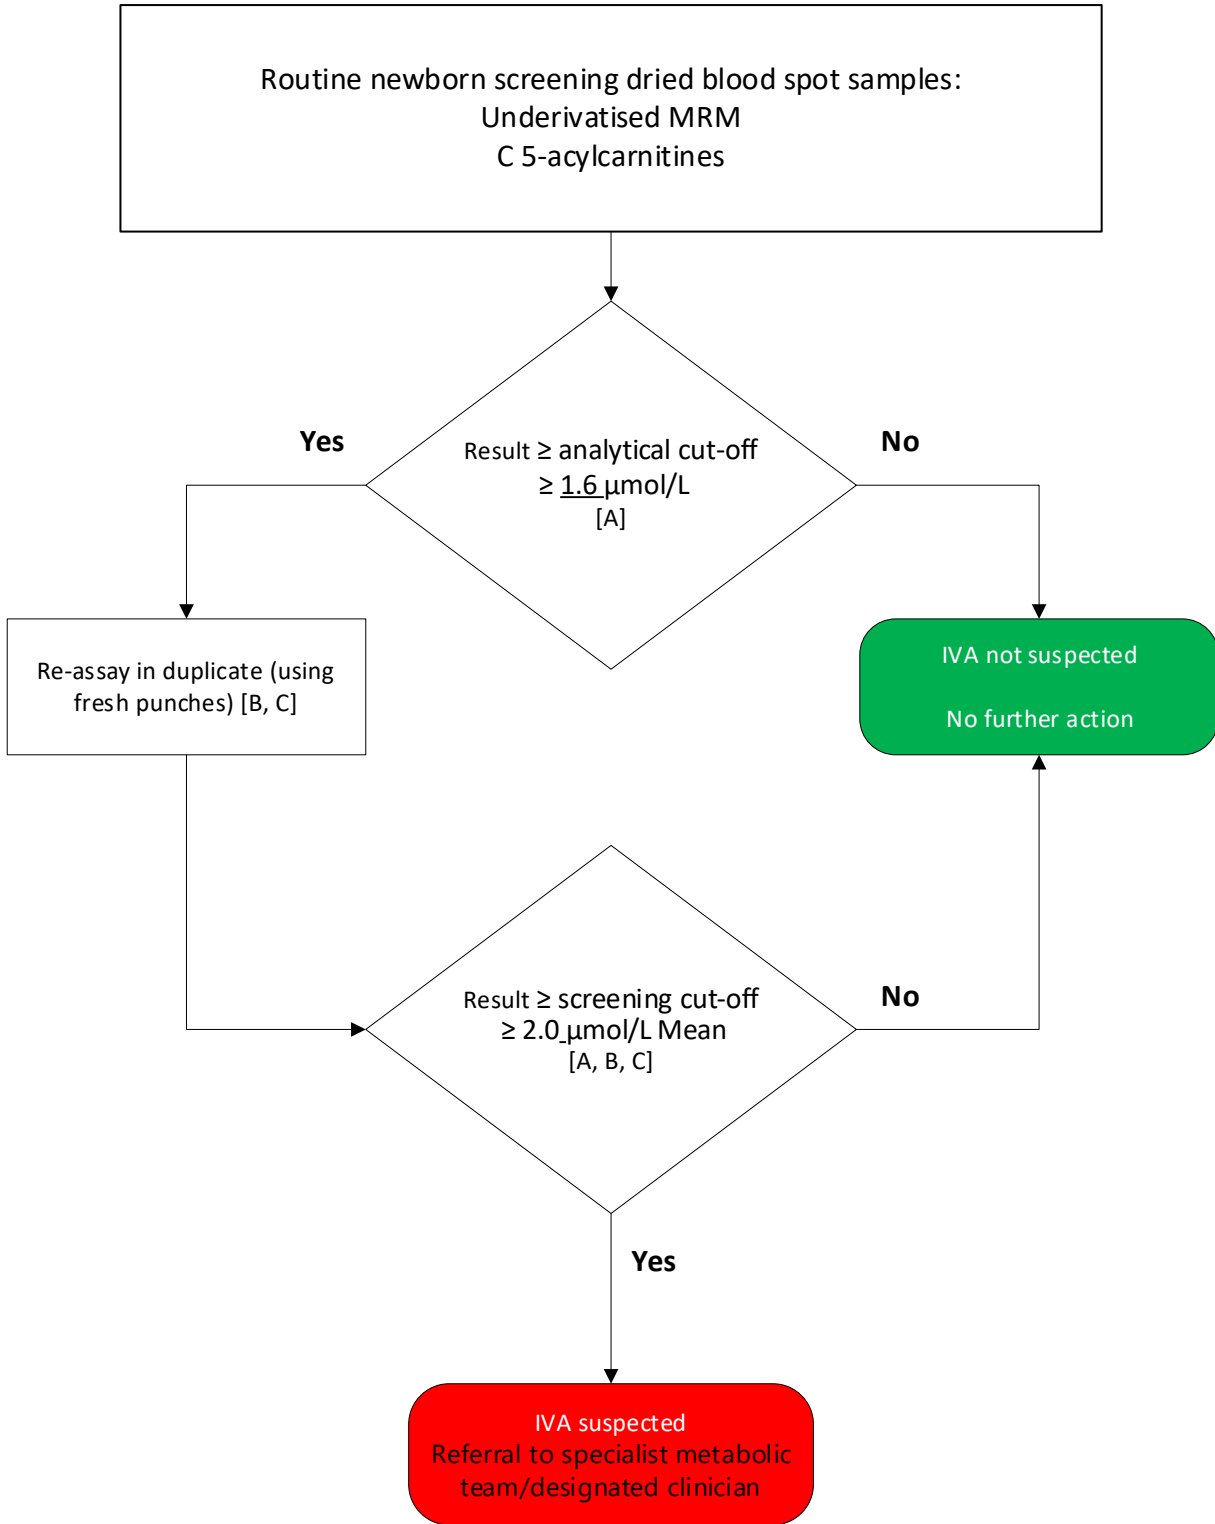 Routine newborn screening dried blood spot samples:
Underivatised MRM
C 5-acylcarnitines
Yes
Result ≥ analytical cut-off
≥ 1.6 µmol/L
[A]
No
Re-assay in duplicate (using
fresh punches) [B, C]
IVA not suspected
No further action
Result ≥ screening cut-off
≥ 2.0 µmol/L Mean
[A, B, C]
No
Yes
IVA suspected
Referral to specialist metabolic
team/designated clinician